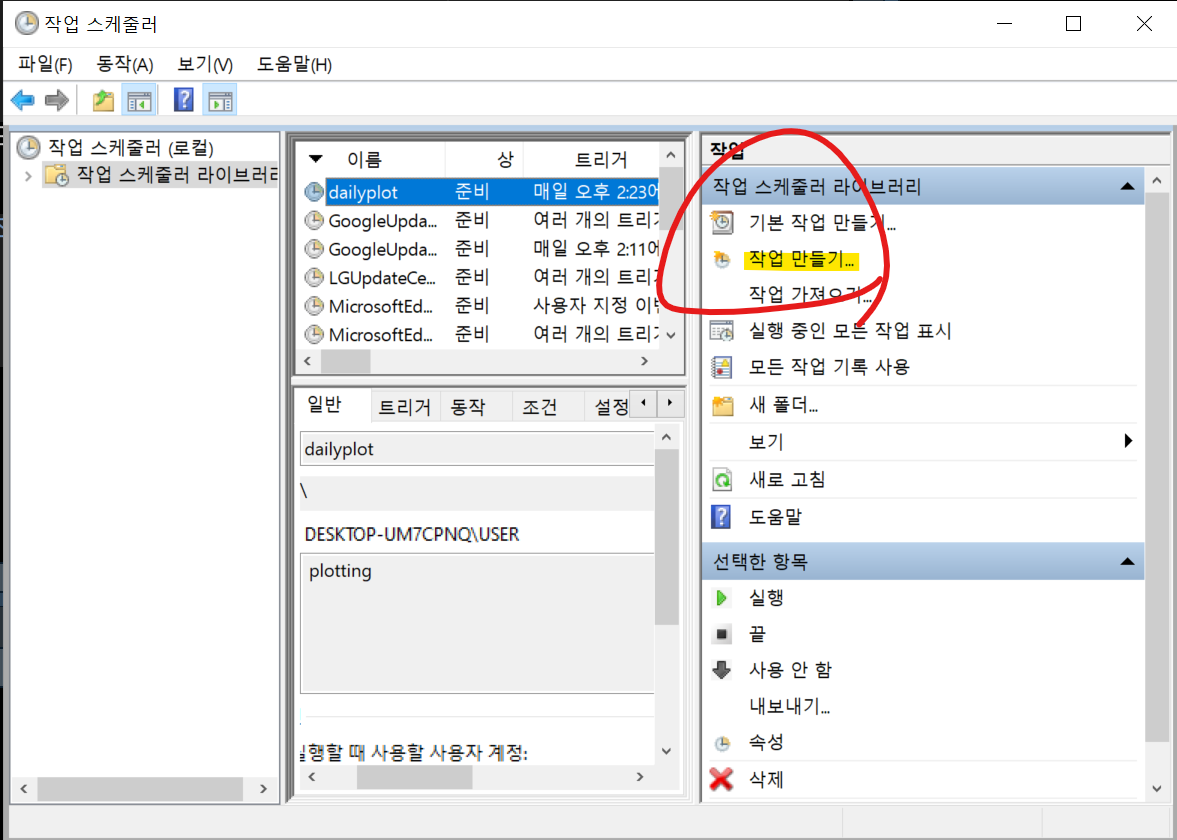 작업 스케줄러
파일(F) 동작(A) 보기(V) 도움말(H)
작업 스케줄러 (로컬)
작업 스케줄러 라이브러리
이름 상 트리거
dailyplot 준비 매일 오후 2:23에
GoogleUpda... 준비 여러 개의 트리거
GoogleUpda... 준비 매일 오후 2:11에
LGUpdateCe... 준비 여러 개의 트리거
MicrosoftEd... 준비 사용자 지정 이벤
MicrosoftEd... 준비 여러 개의 트리거
일반 트리거 동작 조건 설정
dailyplot
\
DESKTOP-UM7CPNQ\USER
plotting
실행할 때 사용할 사용자 계정:
작업
작업 스케줄러 라이브러리
기본 작업 만들기...
작업 만들기...
작업 가져오기...
실행 중인 모든 작업 표시
모든 작업 기록 사용
새 폴더...
보기
새로 고침
도움말
선택한 항목
실행
끝
사용 안 함
내보내기...
속성
삭제